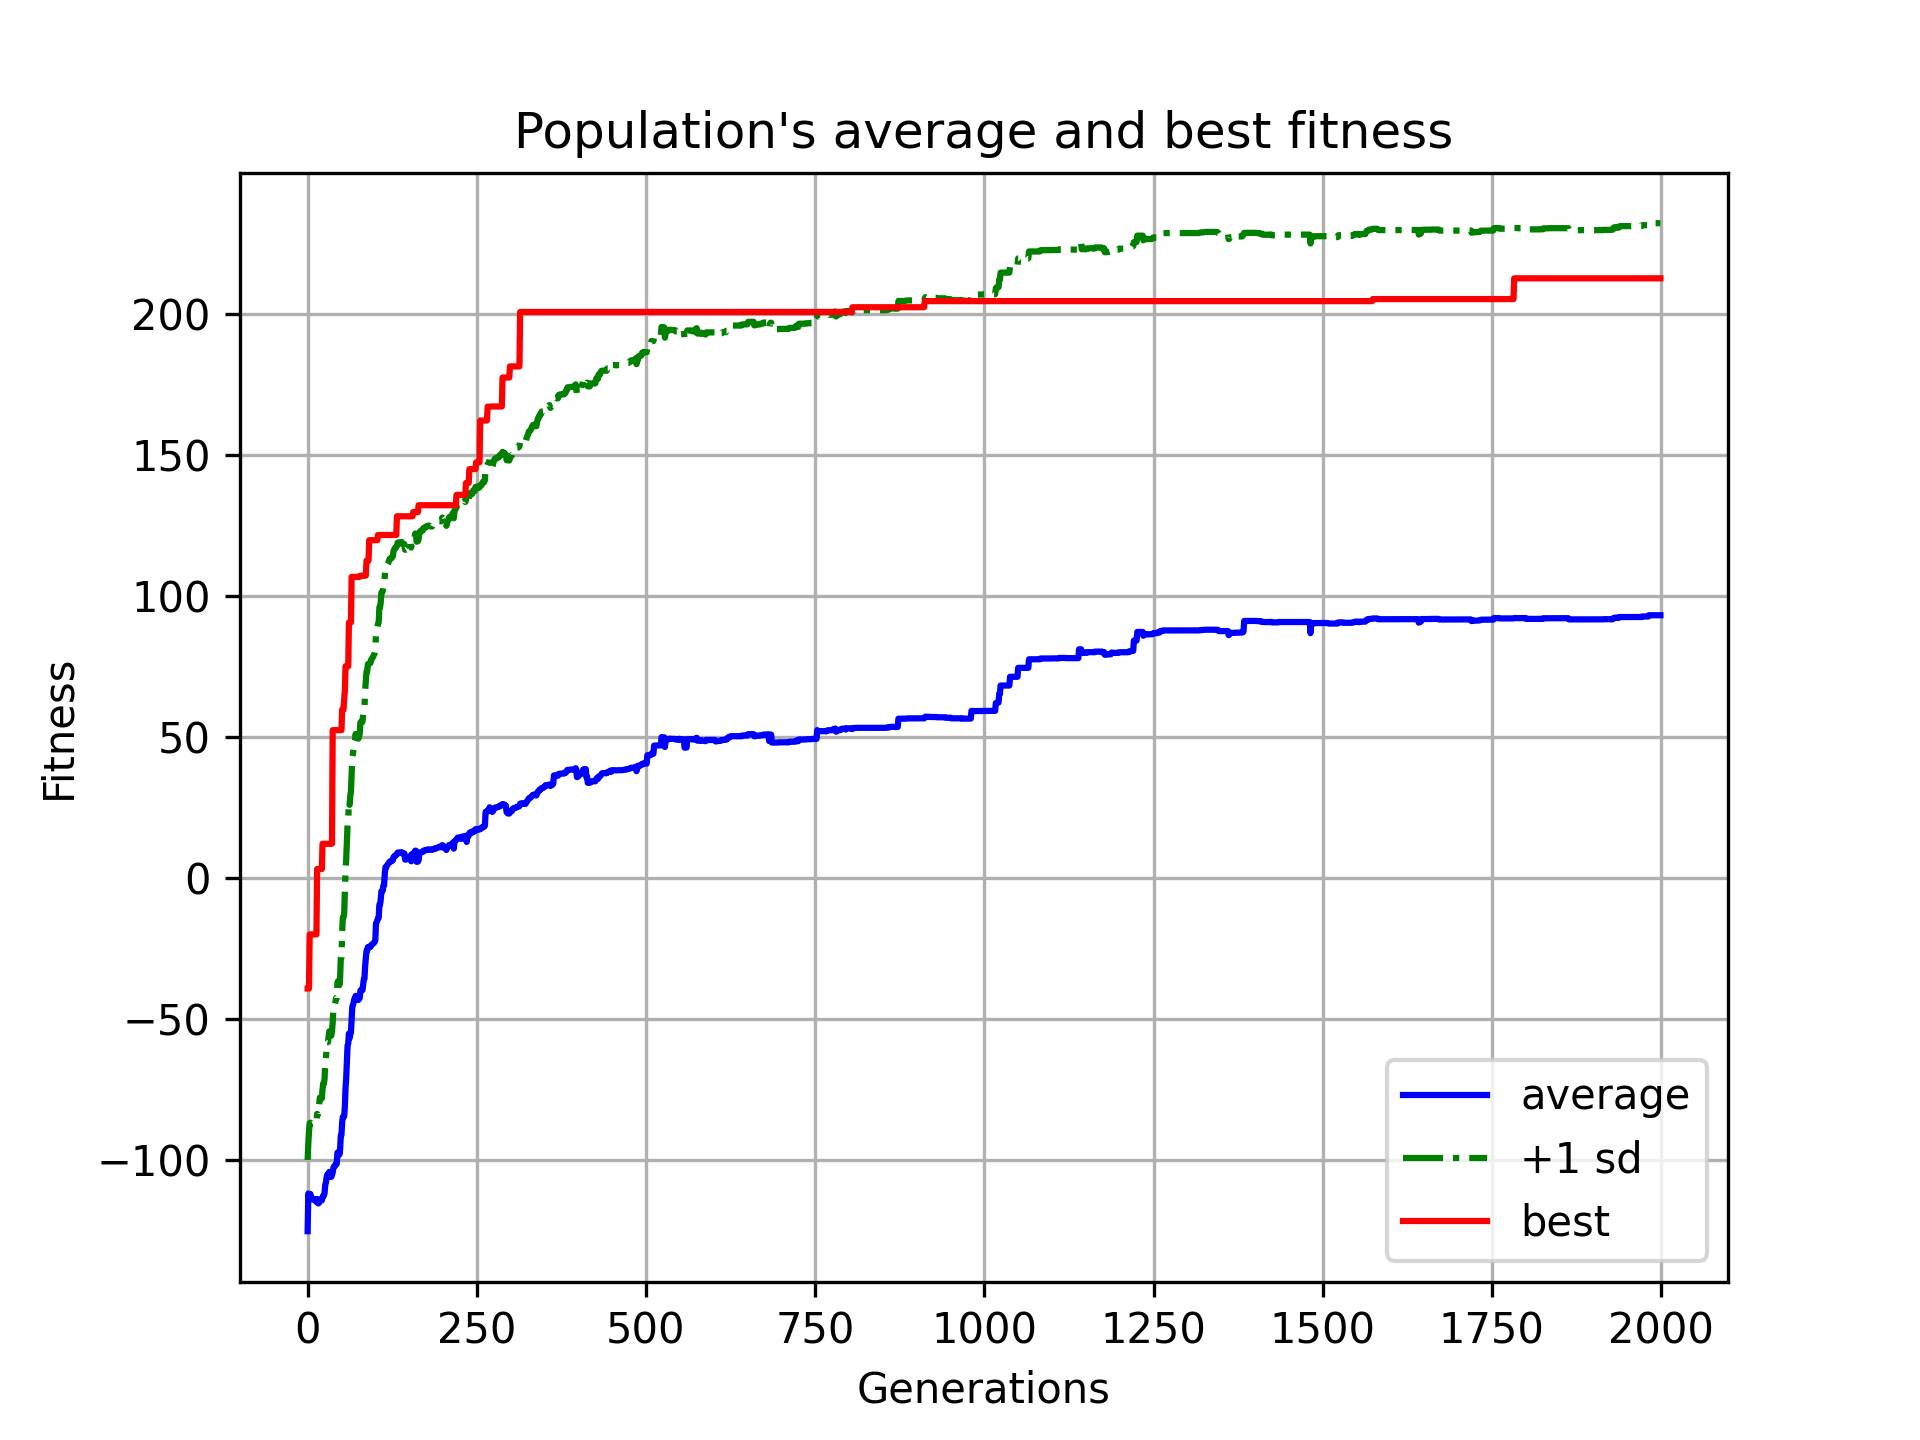 Population's average and best fitness
Fitness
200
150
100
50
0
−50
−100
0 250 500 750 1000 1250 1500 1750 2000
Generations
average
+1 sd
best